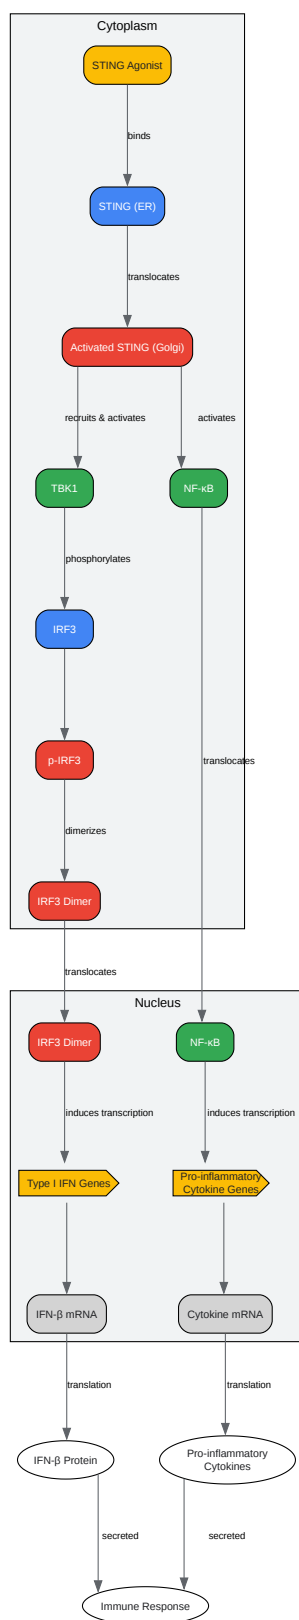 Cytoplasm
STING Agonist
binds
STING (ER)
translocates
Activated STING (Golgi)
recruits & activates
activates
TBK1
NF-κB
phosphorylates
IRF3
p-IRF3
translocates
dimerizes
IRF3 Dimer
translocates
Nucleus
IRF3 Dimer
NF-κB
induces transcription
induces transcription
Type I IFN Genes
Pro-inflammatory
Cytokine Genes
IFN-β mRNA
Cytokine mRNA
translation
translation
IFN-β Protein
Pro-inflammatory
Cytokines
secreted
secreted
Immune Response